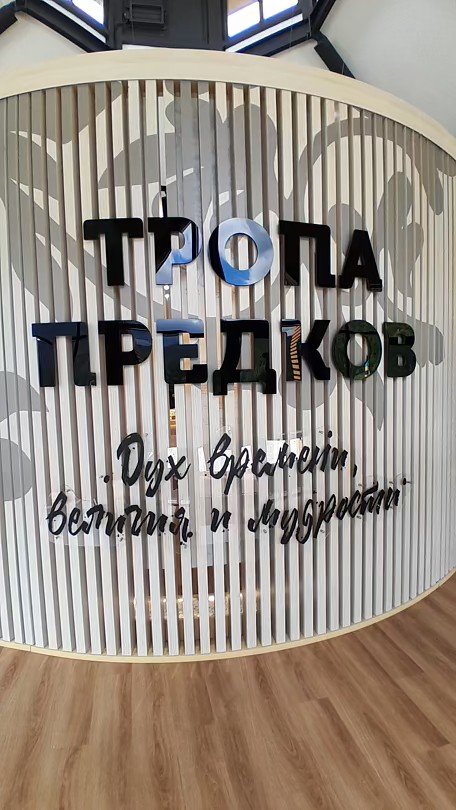 ТРОПА
ПРЕДКОВ
Дух времени,
величия и мудрости